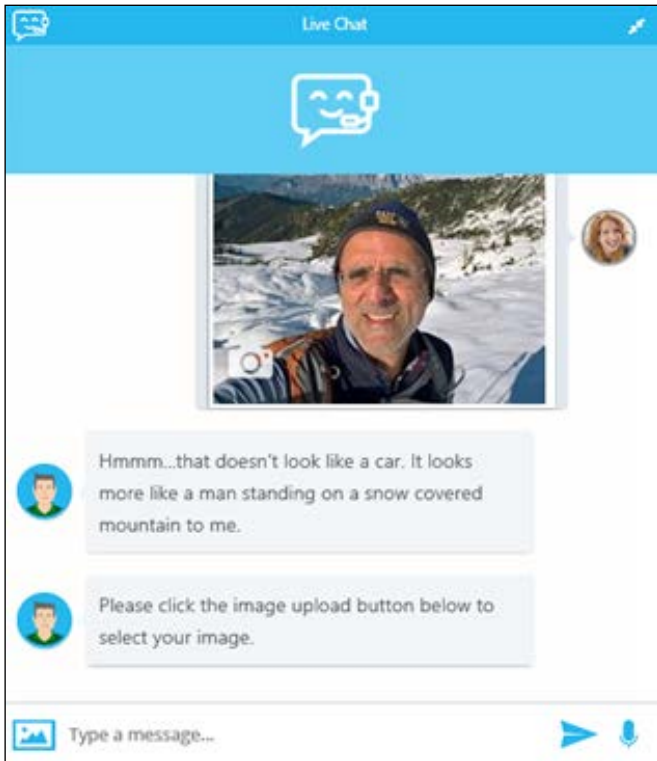 Live Chat
Hmmm...that doesn't look like a car. It looks
more like a man standing on a snow covered
mountain to me.
Please click the image upload button below to
select your image.
Type a message...